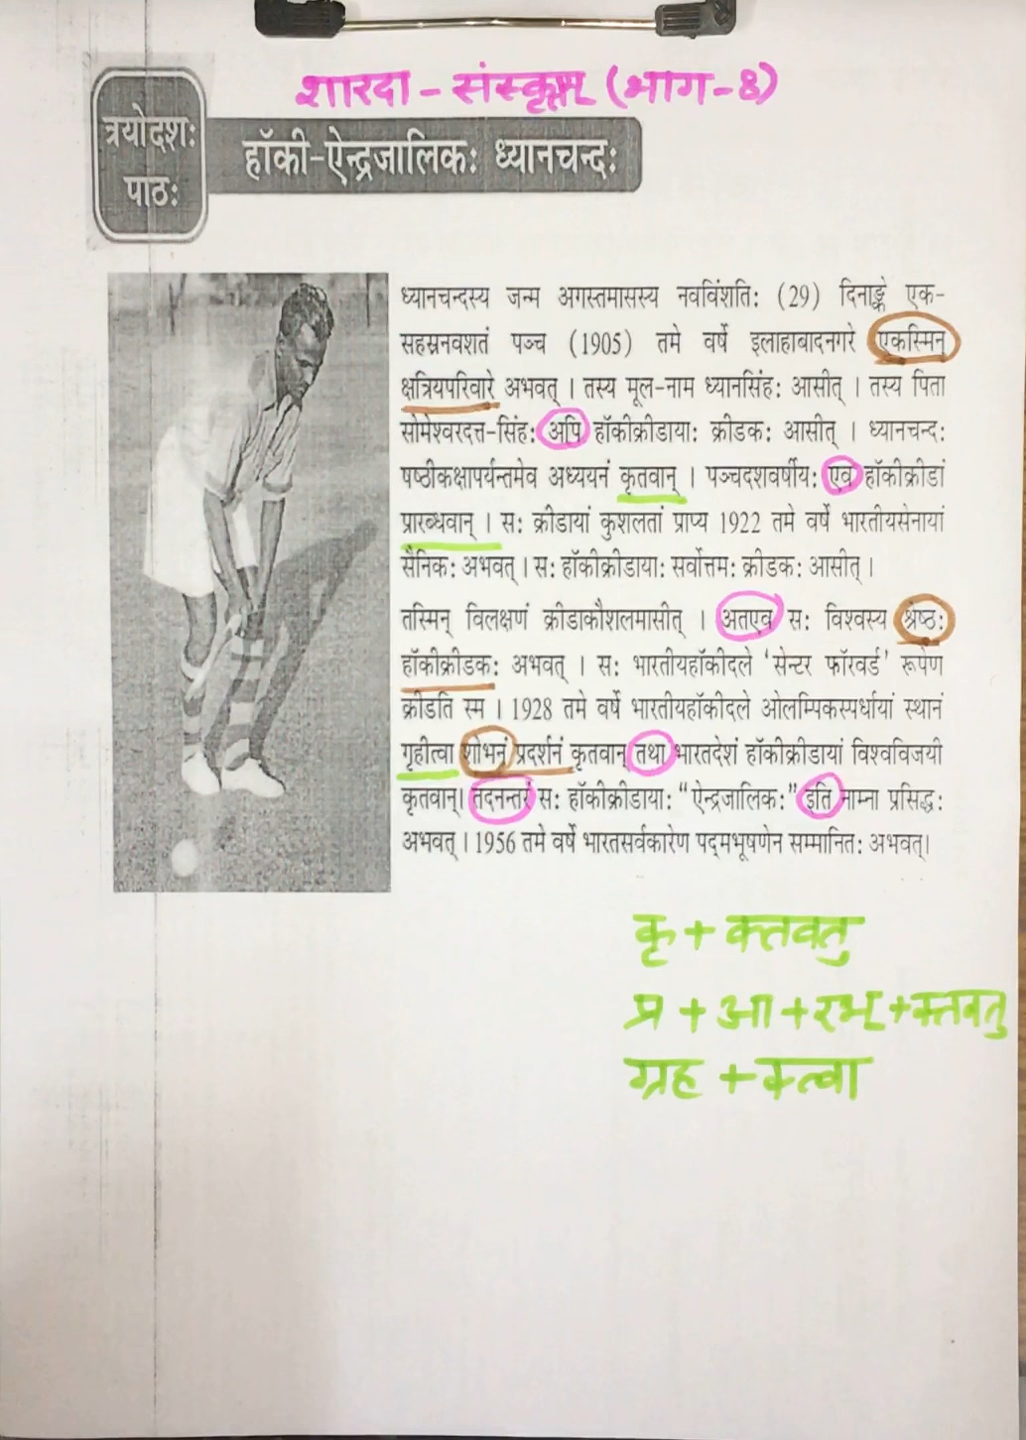 शारदा - संस्कृतम् (भाग-8)
त्रयोदशः
पाठः
हॉकी-ऐन्द्रजालिकः ध्यानचन्दः
ध्यानचन्दस्य जन्म अगस्तमासस्य नवविंशतिः (29) दिनाङ्के एक-
सहस्रनवशतं पञ्च (1905) तमे वर्षे इलाहाबादनगरे एकस्मिन्
क्षत्रियपरिवारे अभवत् । तस्य मूल-नाम ध्यानसिंहः आसीत् । तस्य पिता
सोमेश्वरदत्त-सिंहः अपि हॉकीक्रीडायाः क्रीडकः आसीत् । ध्यानचन्दः
षष्ठीकक्षापर्यन्तमेव अध्ययनं कृतवान् । पञ्चदशवर्षीयः एव हॉकीक्रीडां
प्रारब्धवान् । सः क्रीडायां कुशलतां प्राप्य 1922 तमे वर्षे भारतीयसेनायां
सैनिकः अभवत् । सः हॉकीक्रीडायाः सर्वोत्तमः क्रीडकः आसीत् ।
तस्मिन् विलक्षणं क्रीडाकौशलमासीत् । अतएव सः विश्वस्य श्रेष्ठः
हॉकीक्रीडकः अभवत् । सः भारतीयहॉकीदले ‘सेन्टर फॉरवर्ड’ रूपेण
क्रीडति स्म । 1928 तमे वर्षे भारतीयहॉकीदले ओलम्पिकस्पर्धायां स्थानं
गृहीत्वा शोभनं प्रदर्शनं कृतवान् तथा भारतदेशं हॉकीक्रीडायां विश्वविजयी
कृतवान्। तदनन्तरं सः हॉकीक्रीडायाः “ऐन्द्रजालिकः” इति नाम्ना प्रसिद्धः
अभवत् । 1956 तमे वर्षे भारतसर्वकारेण पद्मभूषणेन सम्मानितः अभवत्।
कृ + क्तवतु
प्र + आ + रभ् + क्तवतु
ग्रह + क्त्वा